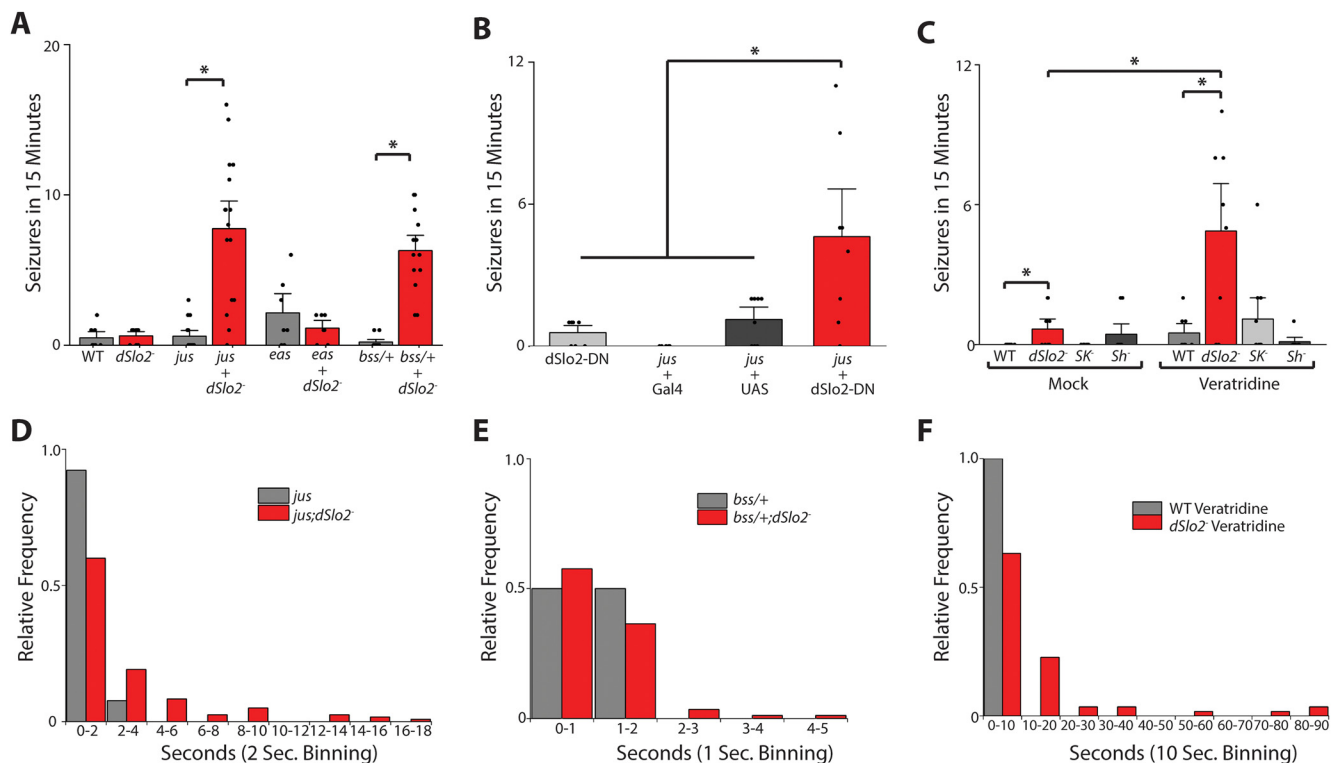 A
Seizures in 15 Minutes
20
10
0
*
*
WT
dSlo2-
jus
jus
+
dSlo2-
eas
eas
+
dSlo2-
bss/+
bss/+
+
dSlo2-
B
Seizures in 15 Minutes
12
6
0
*
dSlo2-DN
jus
+
Gal4
jus
+
UAS
jus
+
dSlo2-DN
C
Seizures in 15 Minutes
12
6
0
*
*
*
WT dSlo2- SK- Sh-
WT dSlo2- SK- Sh-
Mock
Veratridine
D
Relative Frequency
1.0
0.5
0
jus
jus;dSlo2-
0-2 2-4 4-6 6-8 8-10 10-12 12-14 14-16 16-18
Seconds (2 Sec. Binning)
E
Relative Frequency
1.0
0.5
0
bss/+
bss/+;dSlo2-
0-1 1-2 2-3 3-4 4-5
Seconds (1 Sec. Binning)
F
Relative Frequency
1.0
0.5
0
WT Veratridine
dSlo2- Veratridine
0-10 10-20 20-30 30-40 40-50 50-60 60-70 70-80 80-90
Seconds (10 Sec. Binning)